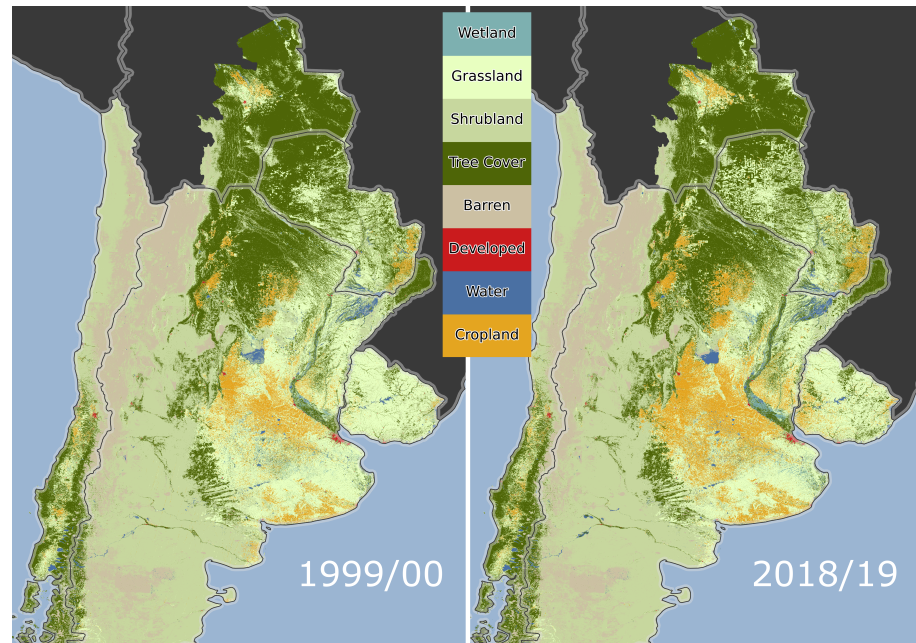 Wetland
Grassland
Shrubland
Tree Cover
Barren
Developed
Water
Cropland
1999/00
2018/19